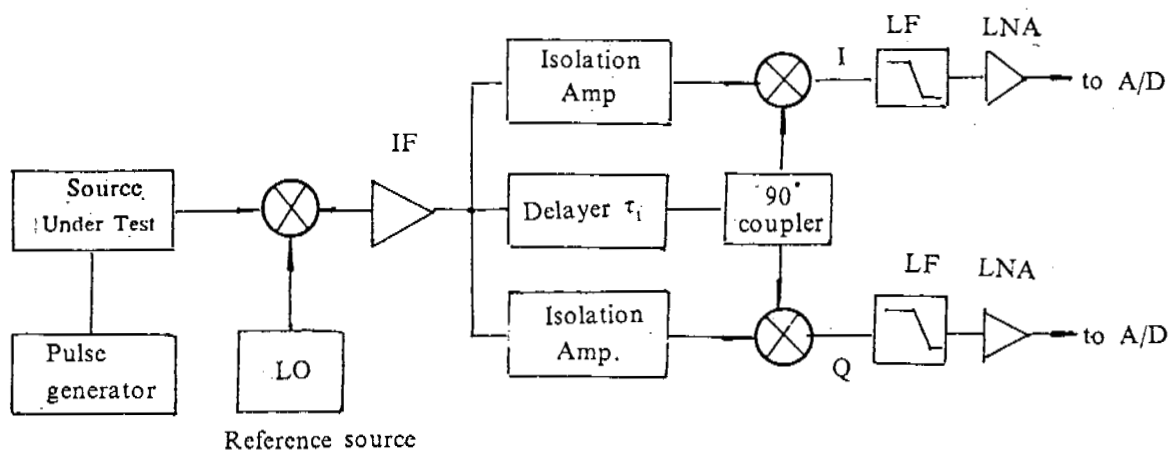 LF
LNA
Isolation
Amp
I
to A/D
IF
Source
Under Test
Delayer τi
90°
coupler
LF
LNA
Pulse
generator
LO
Isolation
Amp.
Q
to A/D
Reference source